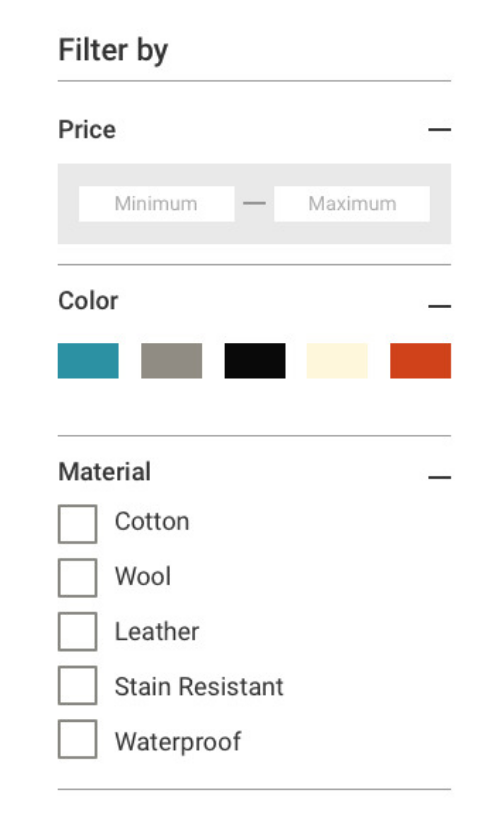 Filter by
Price
Minimum — Maximum
Color
Material
Cotton
Wool
Leather
Stain Resistant
Waterproof